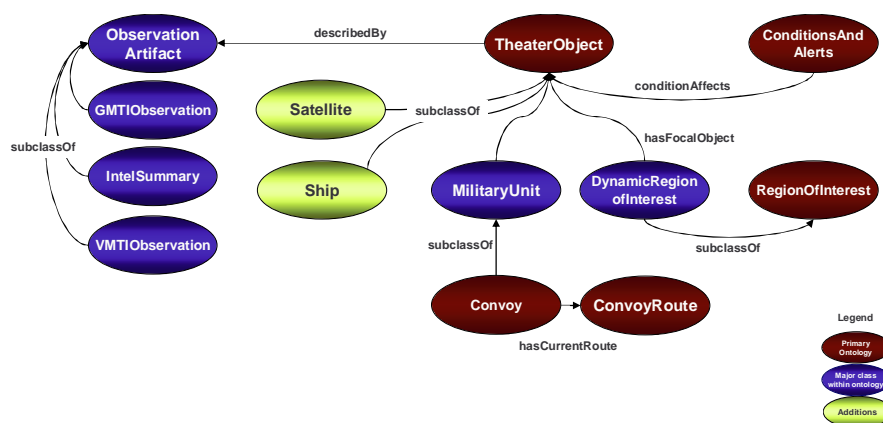 Observation
Artifact
describedBy
TheaterObject
ConditionsAnd
Alerts
conditionAffects
GMTIObservation
Satellite
subclassOf
subclassOf
hasFocalObject
IntelSummary
Ship
MilitaryUnit
DynamicRegion
ofInterest
RegionOfInterest
VMTIObservation
subclassOf
subclassOf
Convoy
ConvoyRoute
hasCurrentRoute
Legend
Primary
Ontology
Major class
within ontology
Additions